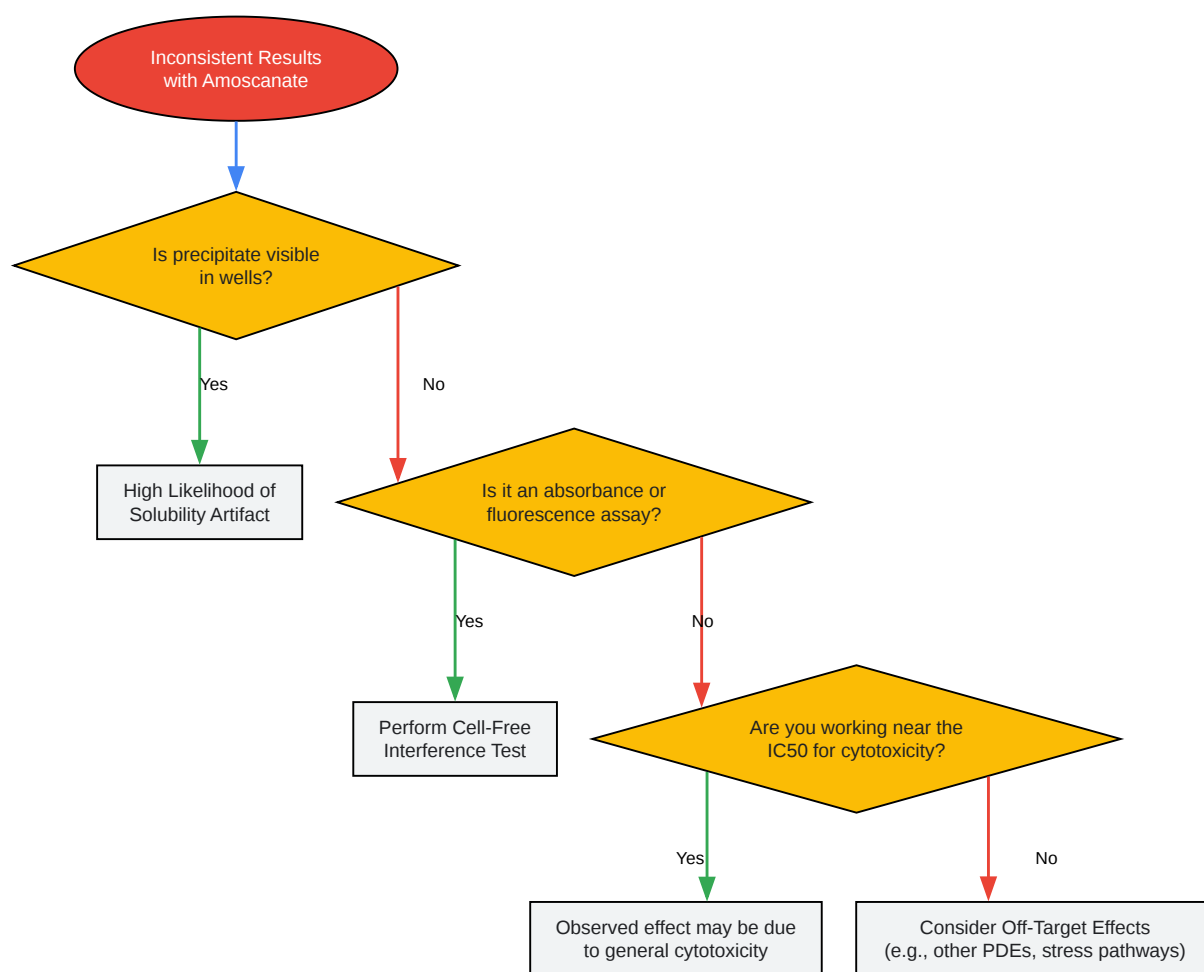 Inconsistent Results
with Amoscanate
Is precipitate visible
in wells?
Yes
No
High Likelihood of
Solubility Artifact
Is it an absorbance or
fluorescence assay?
Yes
No
Perform Cell-Free
Interference Test
Are you working near the
IC50 for cytotoxicity?
Yes
No
Observed effect may be due
to general cytotoxicity
Consider Off-Target Effects
(e.g., other PDEs, stress pathways)